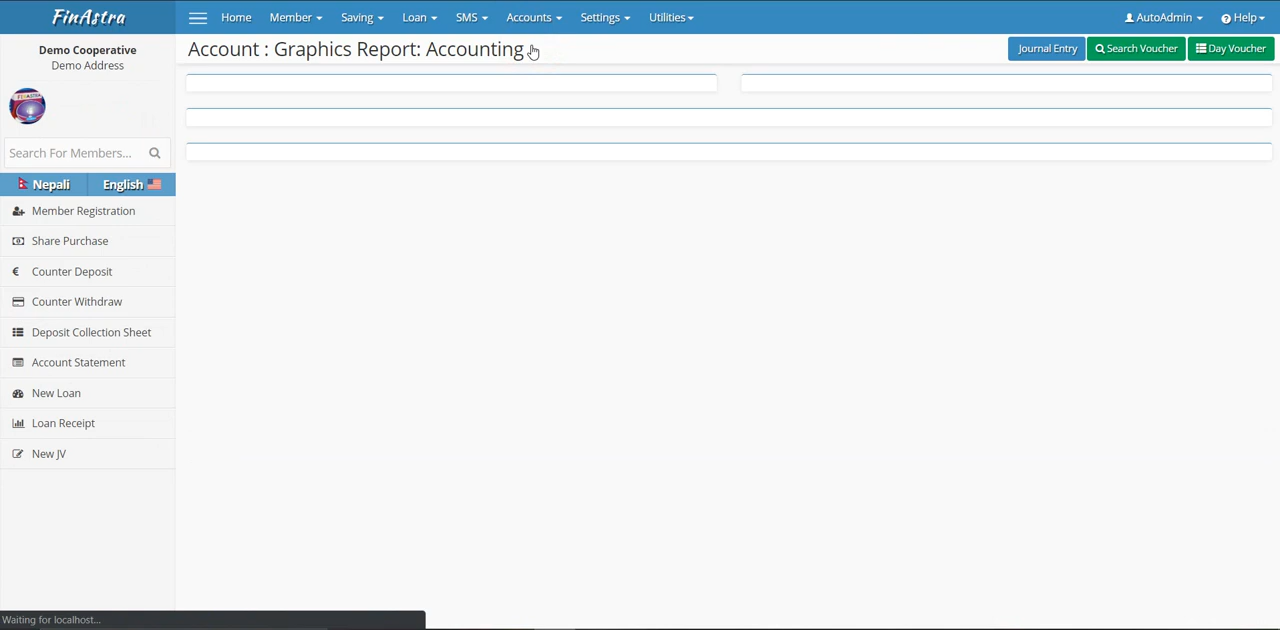 FinAstra
Home Member Saving Loan SMS Accounts Settings Utilities AutoAdmin Help
Demo Cooperative
Demo Address
Account : Graphics Report: Accounting
Journal Entry Search Voucher Day Voucher
Search For Members...
Nepali English
Member Registration
Share Purchase
Counter Deposit
Counter Withdraw
Deposit Collection Sheet
Account Statement
New Loan
Loan Receipt
New JV
Waiting for localhost...